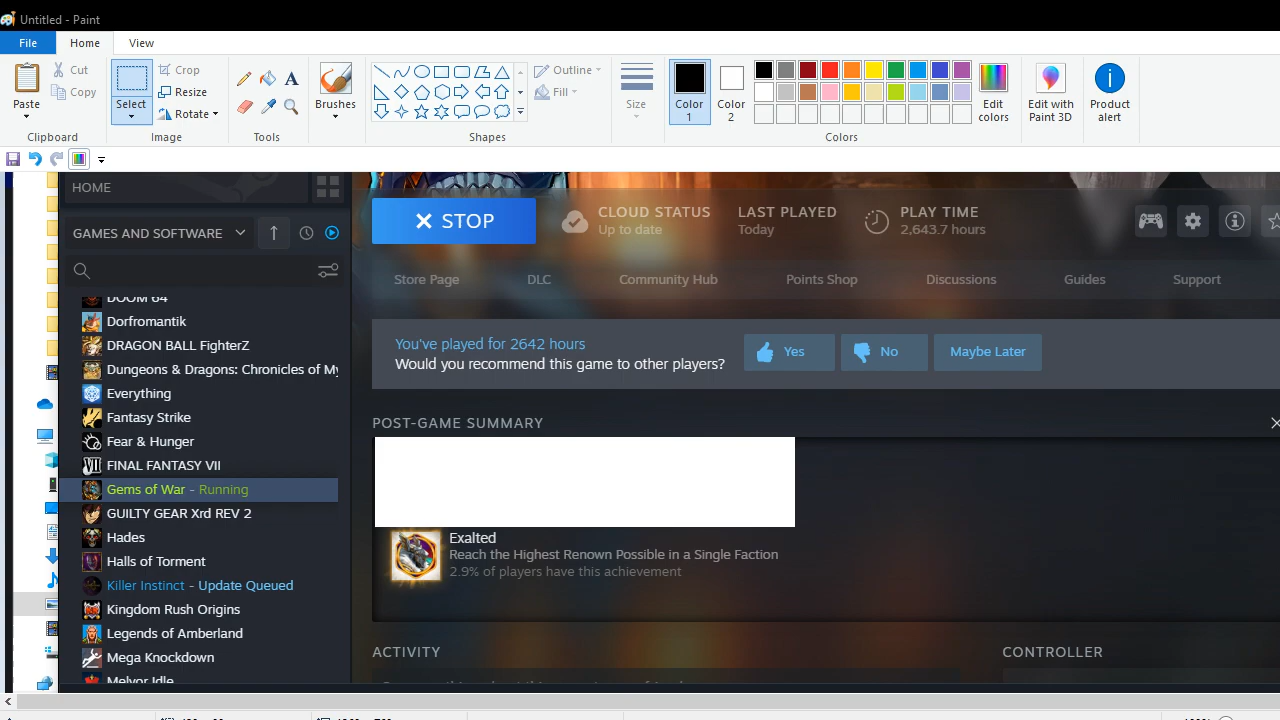 Untitled - Paint
File
Home
View
Paste
Cut
Copy
Clipboard
Select
Crop
Resize
Rotate
Image
A
Tools
Brushes
Outline
Fill
Shapes
Size
Color
1
Color
2
Edit
colors
Colors
Edit with
Paint 3D
Product
alert
HOME
GAMES AND SOFTWARE
DOOM 64
Dorfromantik
DRAGON BALL FighterZ
Dungeons & Dragons: Chronicles of My
Everything
Fantasy Strike
Fear & Hunger
VII
FINAL FANTASY VII
Gems of War - Running
GUILTY GEAR Xrd REV 2
Hades
Halls of Torment
Killer Instinct - Update Queued
Kingdom Rush Origins
Legends of Amberland
Mega Knockdown
Melvor Idle
STOP
CLOUD STATUS
Up to date
LAST PLAYED
Today
PLAY TIME
2,643.7 hours
Store Page
DLC
Community Hub
Points Shop
Discussions
Guides
Support
You've played for 2642 hours
Would you recommend this game to other players?
Yes
No
Maybe Later
POST-GAME SUMMARY
Exalted
Reach the Highest Renown Possible in a Single Faction
2.9% of players have this achievement
ACTIVITY
CONTROLLER